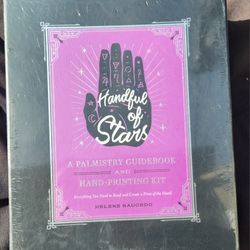 Handful
of
Stars
A PALMISTRY GUIDEBOOK
AND
HAND-PRINTING KIT
Everything You Need to Read and Create a Print of the Hand
HELENE SAUCEDO